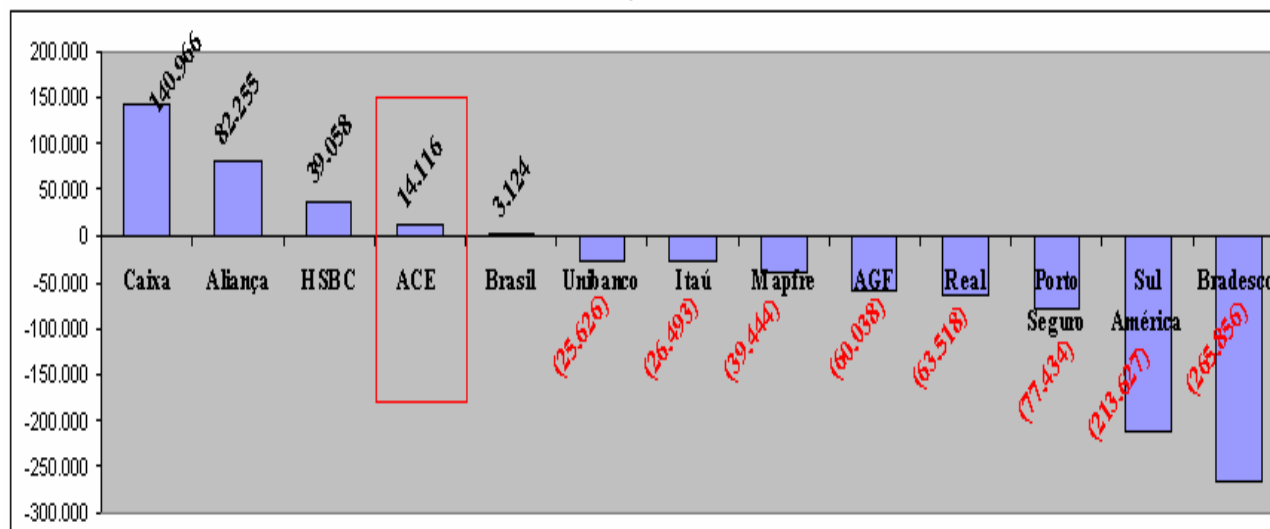 200.000
150.000
100.000
50.000
0
-50.000
-100.000
-150.000
-200.000
-250.000
-300.000
140.966
82.255
39.058
14.116
3.124
Caixa
Aliança
HSBC
ACE
Brasil
Unibanco
Itaú
Mapfre
AGF
Real
Porto
Seguro
Sul
América
Bradesco
(25.626)
(26.493)
(39.444)
(60.038)
(63.518)
(77.434)
(213.627)
(265.856)